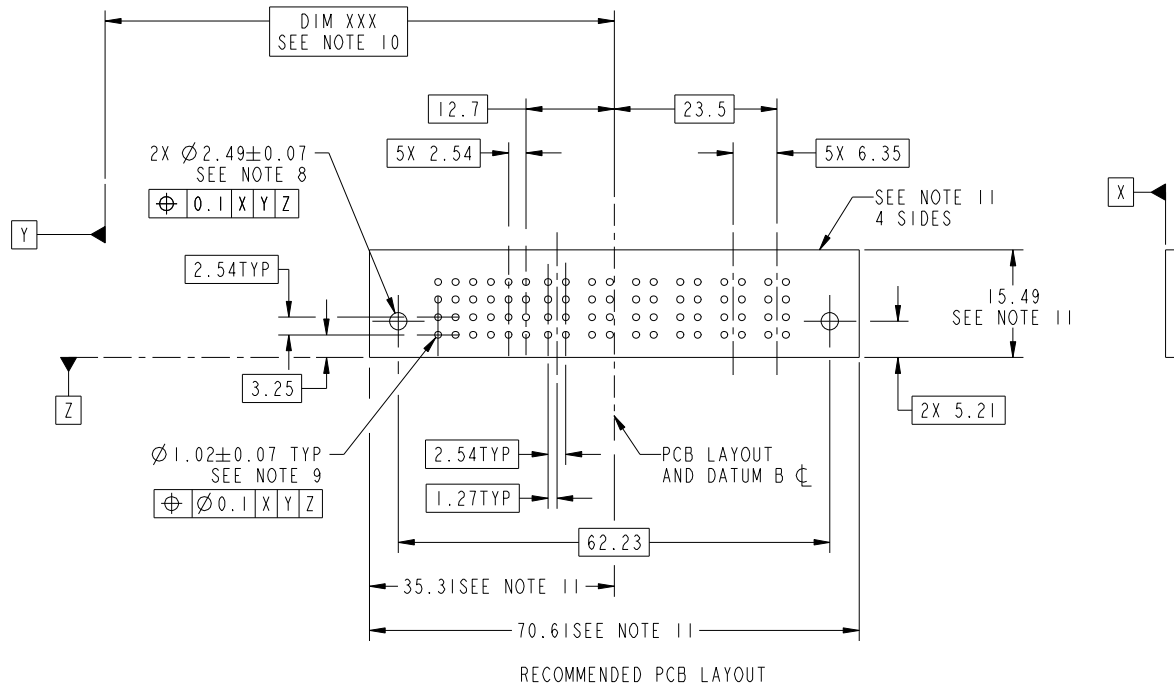 DIM XXX
SEE NOTE 10
12.7
23.5
2X Ø2.49±0.07
SEE NOTE 8
5X 2.54
5X 6.35
⌖ 0.1 X Y Z
SEE NOTE 11
4 SIDES
X
Y
2.54TYP
15.49
SEE NOTE 11
3.25
Z
2X 5.21
Ø1.02±0.07 TYP
SEE NOTE 9
⌖ Ø0.1 X Y Z
2.54TYP
PCB LAYOUT
AND DATUM B ℄
1.27TYP
62.23
35.31SEE NOTE 11
70.61SEE NOTE 11
RECOMMENDED PCB LAYOUT